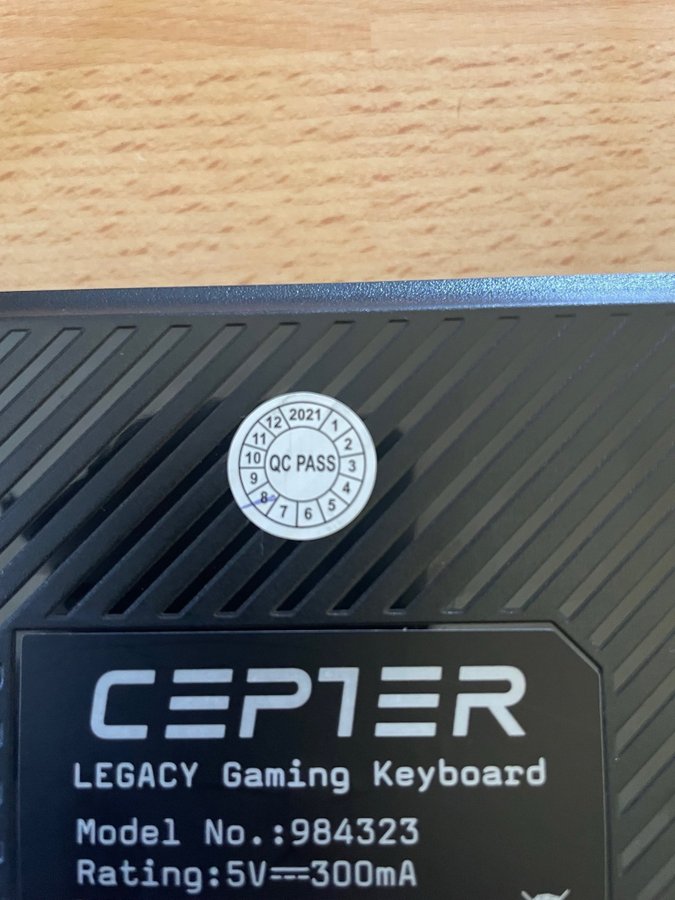 2021
1
2
3
4
5
6
7
8
9
10
11
12
QC PASS
CEPTER
LEGACY Gaming Keyboard
Model No.:984323
Rating:5V⎓300mA